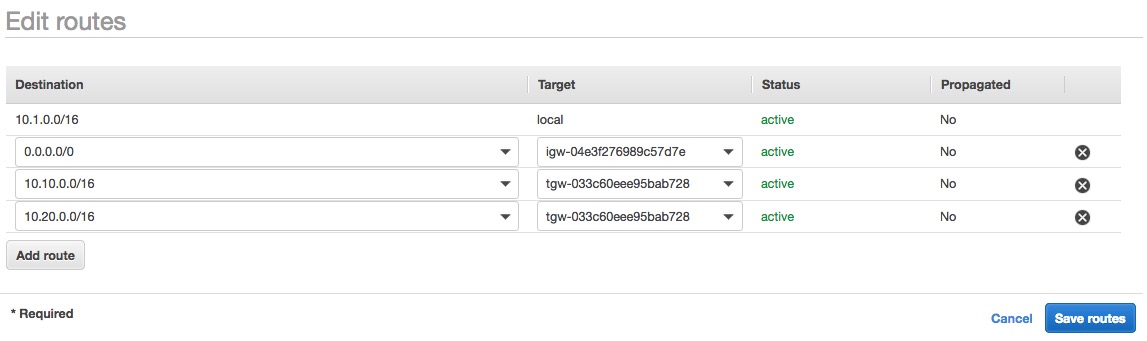 Edit routes
Destination Target Status Propagated
10.1.0.0/16 local active No
0.0.0.0/0 igw-04e3f276989c57d7e active No
10.10.0.0/16 tgw-033c60eee95bab728 active No
10.20.0.0/16 tgw-033c60eee95bab728 active No
Add route
* Required
Cancel Save routes